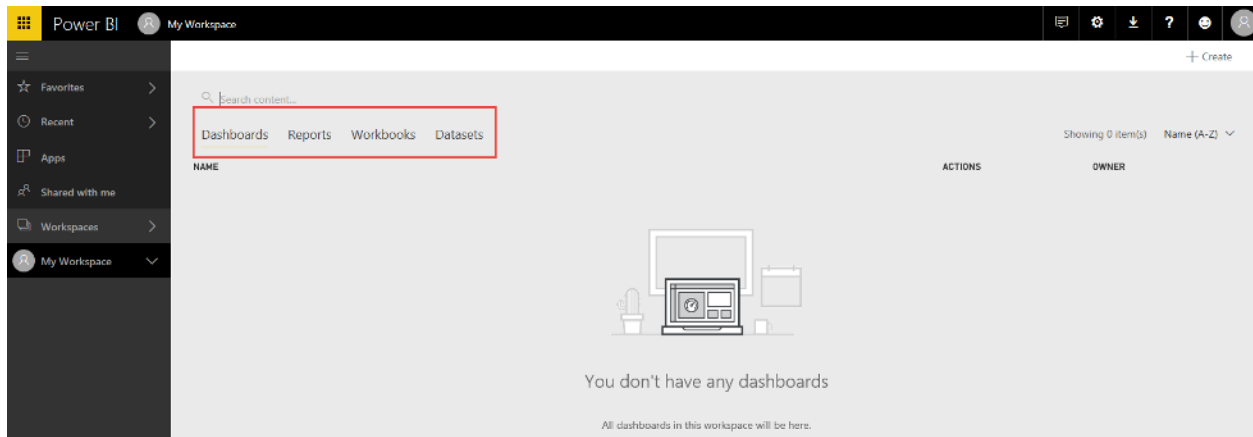 Power BI My Workspace ?
+ Create
Favorites
Search content...
Recent
Dashboards Reports Workbooks Datasets Showing 0 item(s) Name (A-Z)
Apps
NAME ACTIONS OWNER
Shared with me
Workspaces
My Workspace
You don't have any dashboards
All dashboards in this workspace will be here.